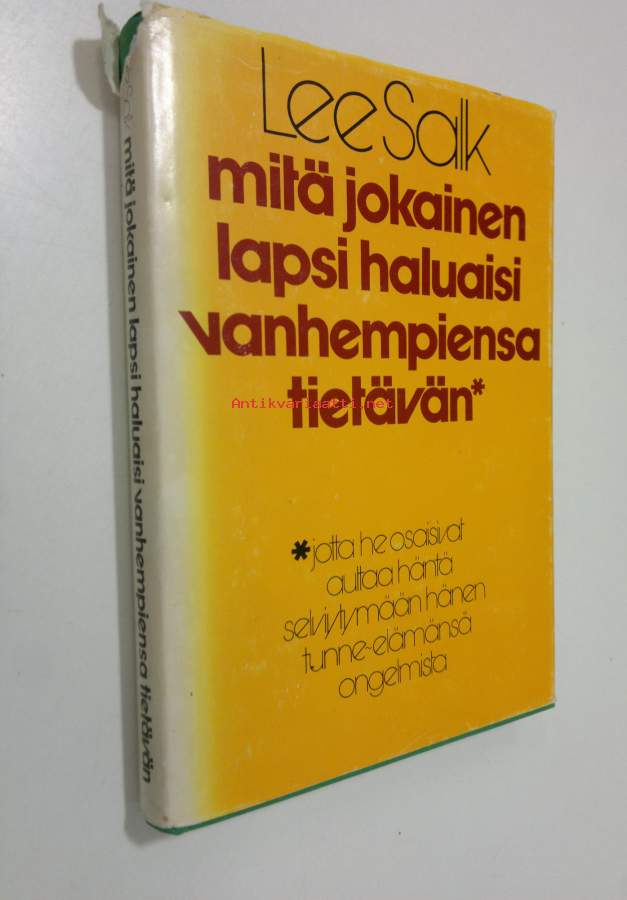 Lee Salk
mitä jokainen
lapsi haluaisi
vanhempiensa
tietävän*
*jotta he osaisivat
auttaa häntä
selviytymään hänen
tunne-elämänsä
ongelmista
Lee Salk mitä jokainen lapsi haluaisi vanhempiensa tietävän
Antikvariaatti.net